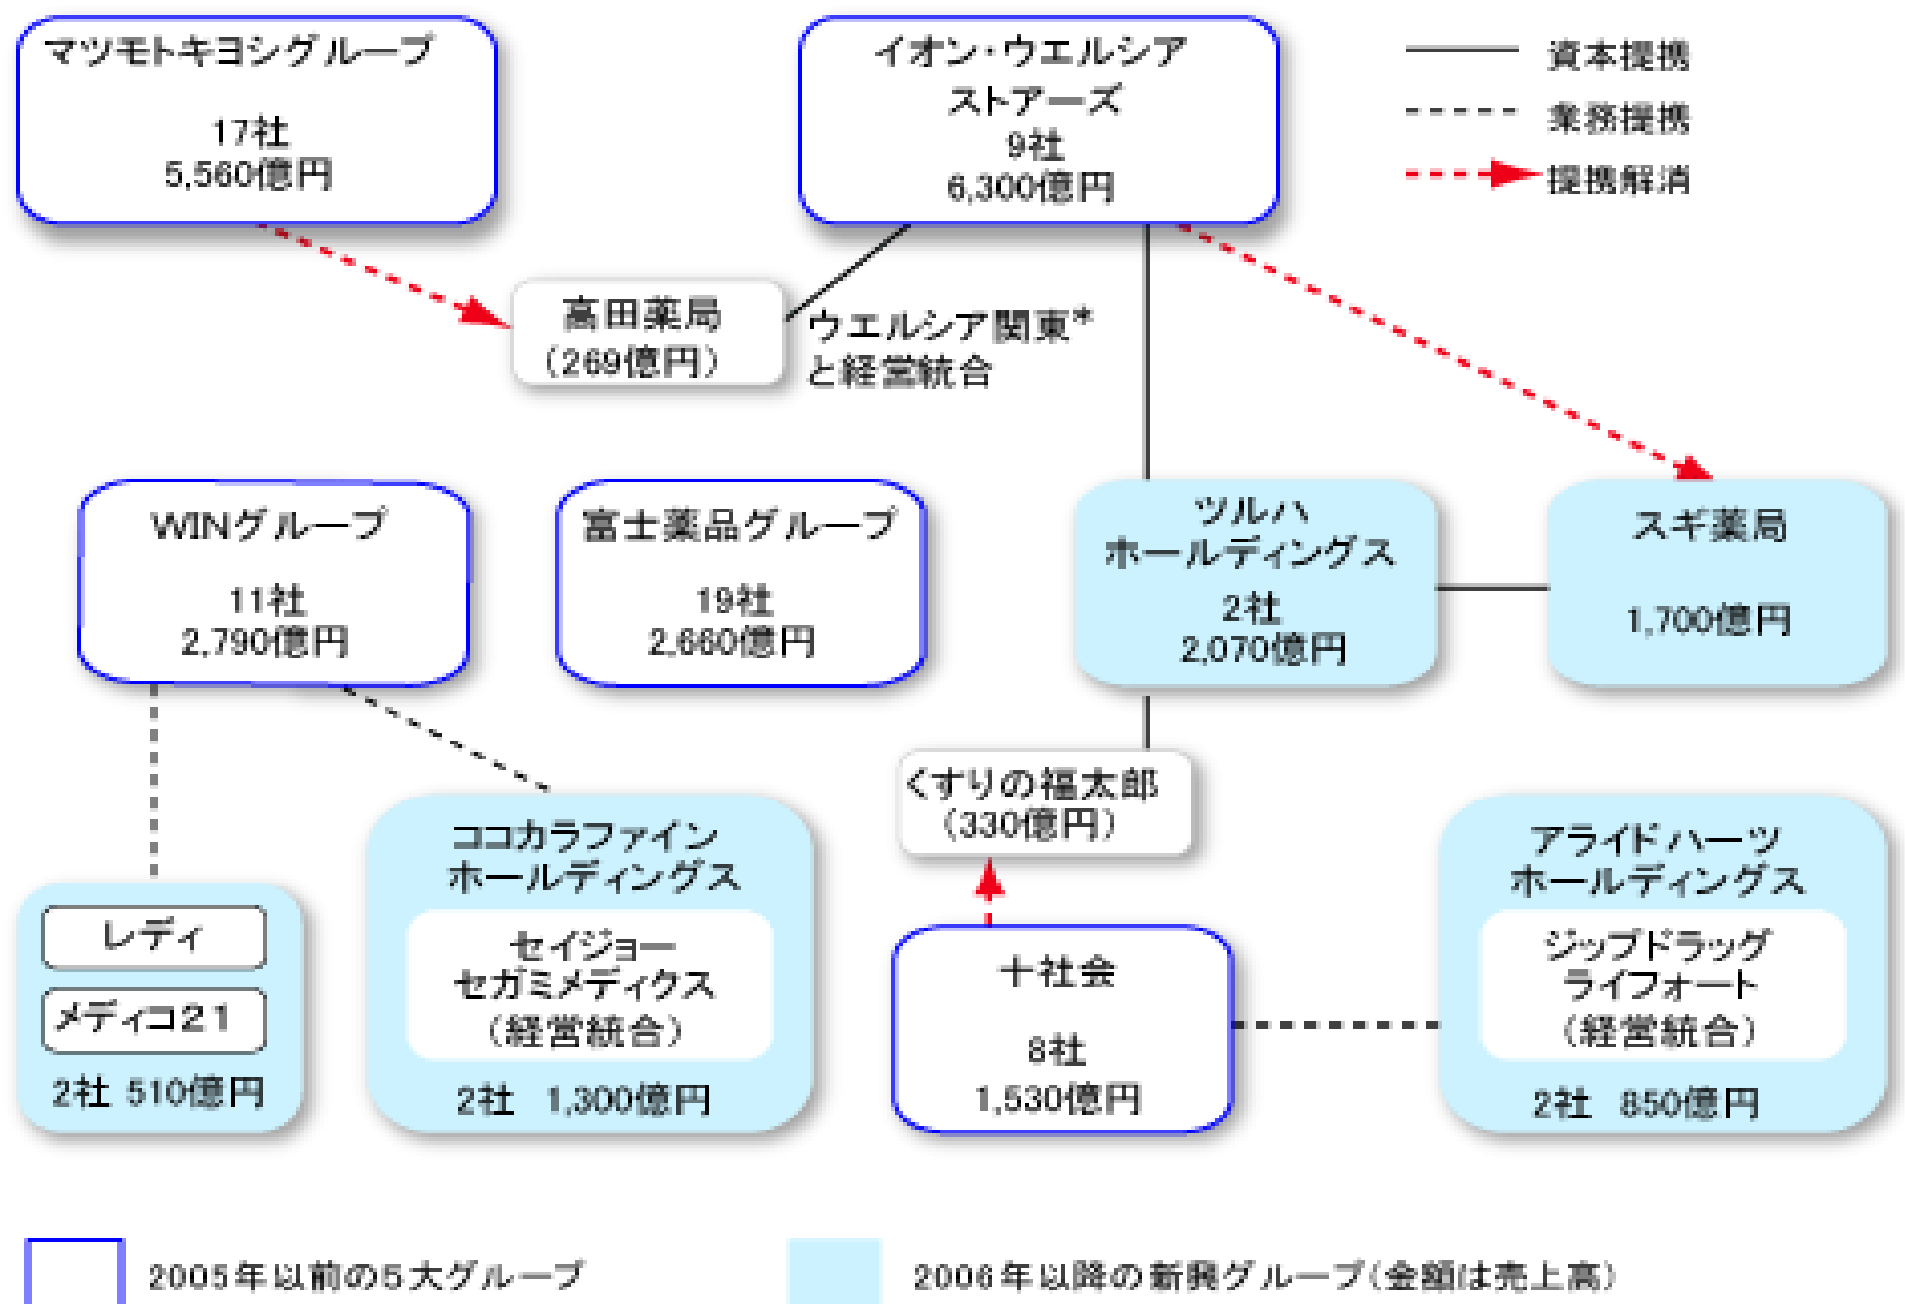 マツモトキヨシグループ
17社
5,560億円
イオン・ウエルシア
ストアーズ
9社
6,300億円
資本提携
業務提携
提携解消
高田薬局
(269億円)
ウエルシア関東*
と経営統合
WINグループ
11社
2,790億円
富士薬品グループ
19社
2,660億円
ツルハ
ホールディングス
2社
2,070億円
スギ薬局
1,700億円
くすりの福太郎
(330億円)
レディ
メディコ21
2社 510億円
ココカラファイン
ホールディングス
セイジョー
セガミメディクス
(経営統合)
2社 1,300億円
十社会
8社
1,530億円
アライドハーツ
ホールディングス
ジップドラッグ
ライフォート
(経営統合)
2社 850億円
2005年以前の5大グループ
2006年以降の新興グループ(金額は売上高)